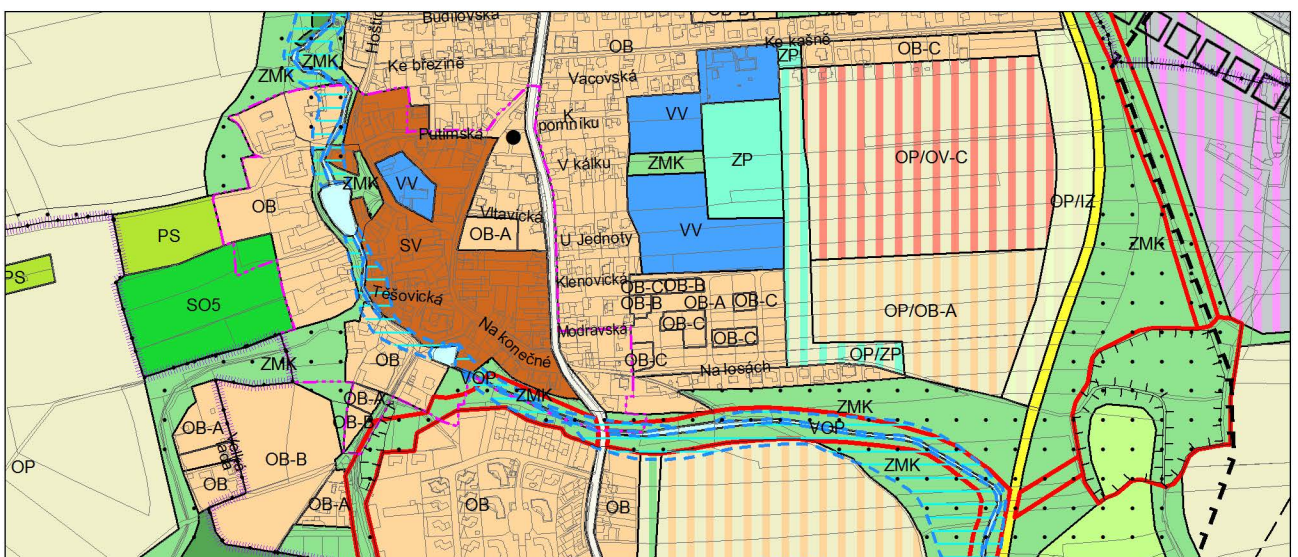 Budilovská
OB
Ke kašně
ZP
OB-C
ZMK
ZMK
Ke březině
Vacovská
K
pomníku
Putimská
VV
V kálku
ZMK
ZP
OP/OV-C
OP/IZ
ZMK
VV
OB
Vltavická
OB-A
PS
SV
U Jednoty
VV
ZMK
PS
SO5
Těšovická
Klenovická
OB-B
OB-B
OB-A
OB-C
OB-C
OB-C
OB-C
OP/OB-A
Modravská
Na konečné
OP/ZP
ZMK
OB
Na losách
VOP
ZMK
ZMK
VOP
ZMK
OB-A
OB-B
OB-A
OB-B
OP
OB
OB-A
OB
OB